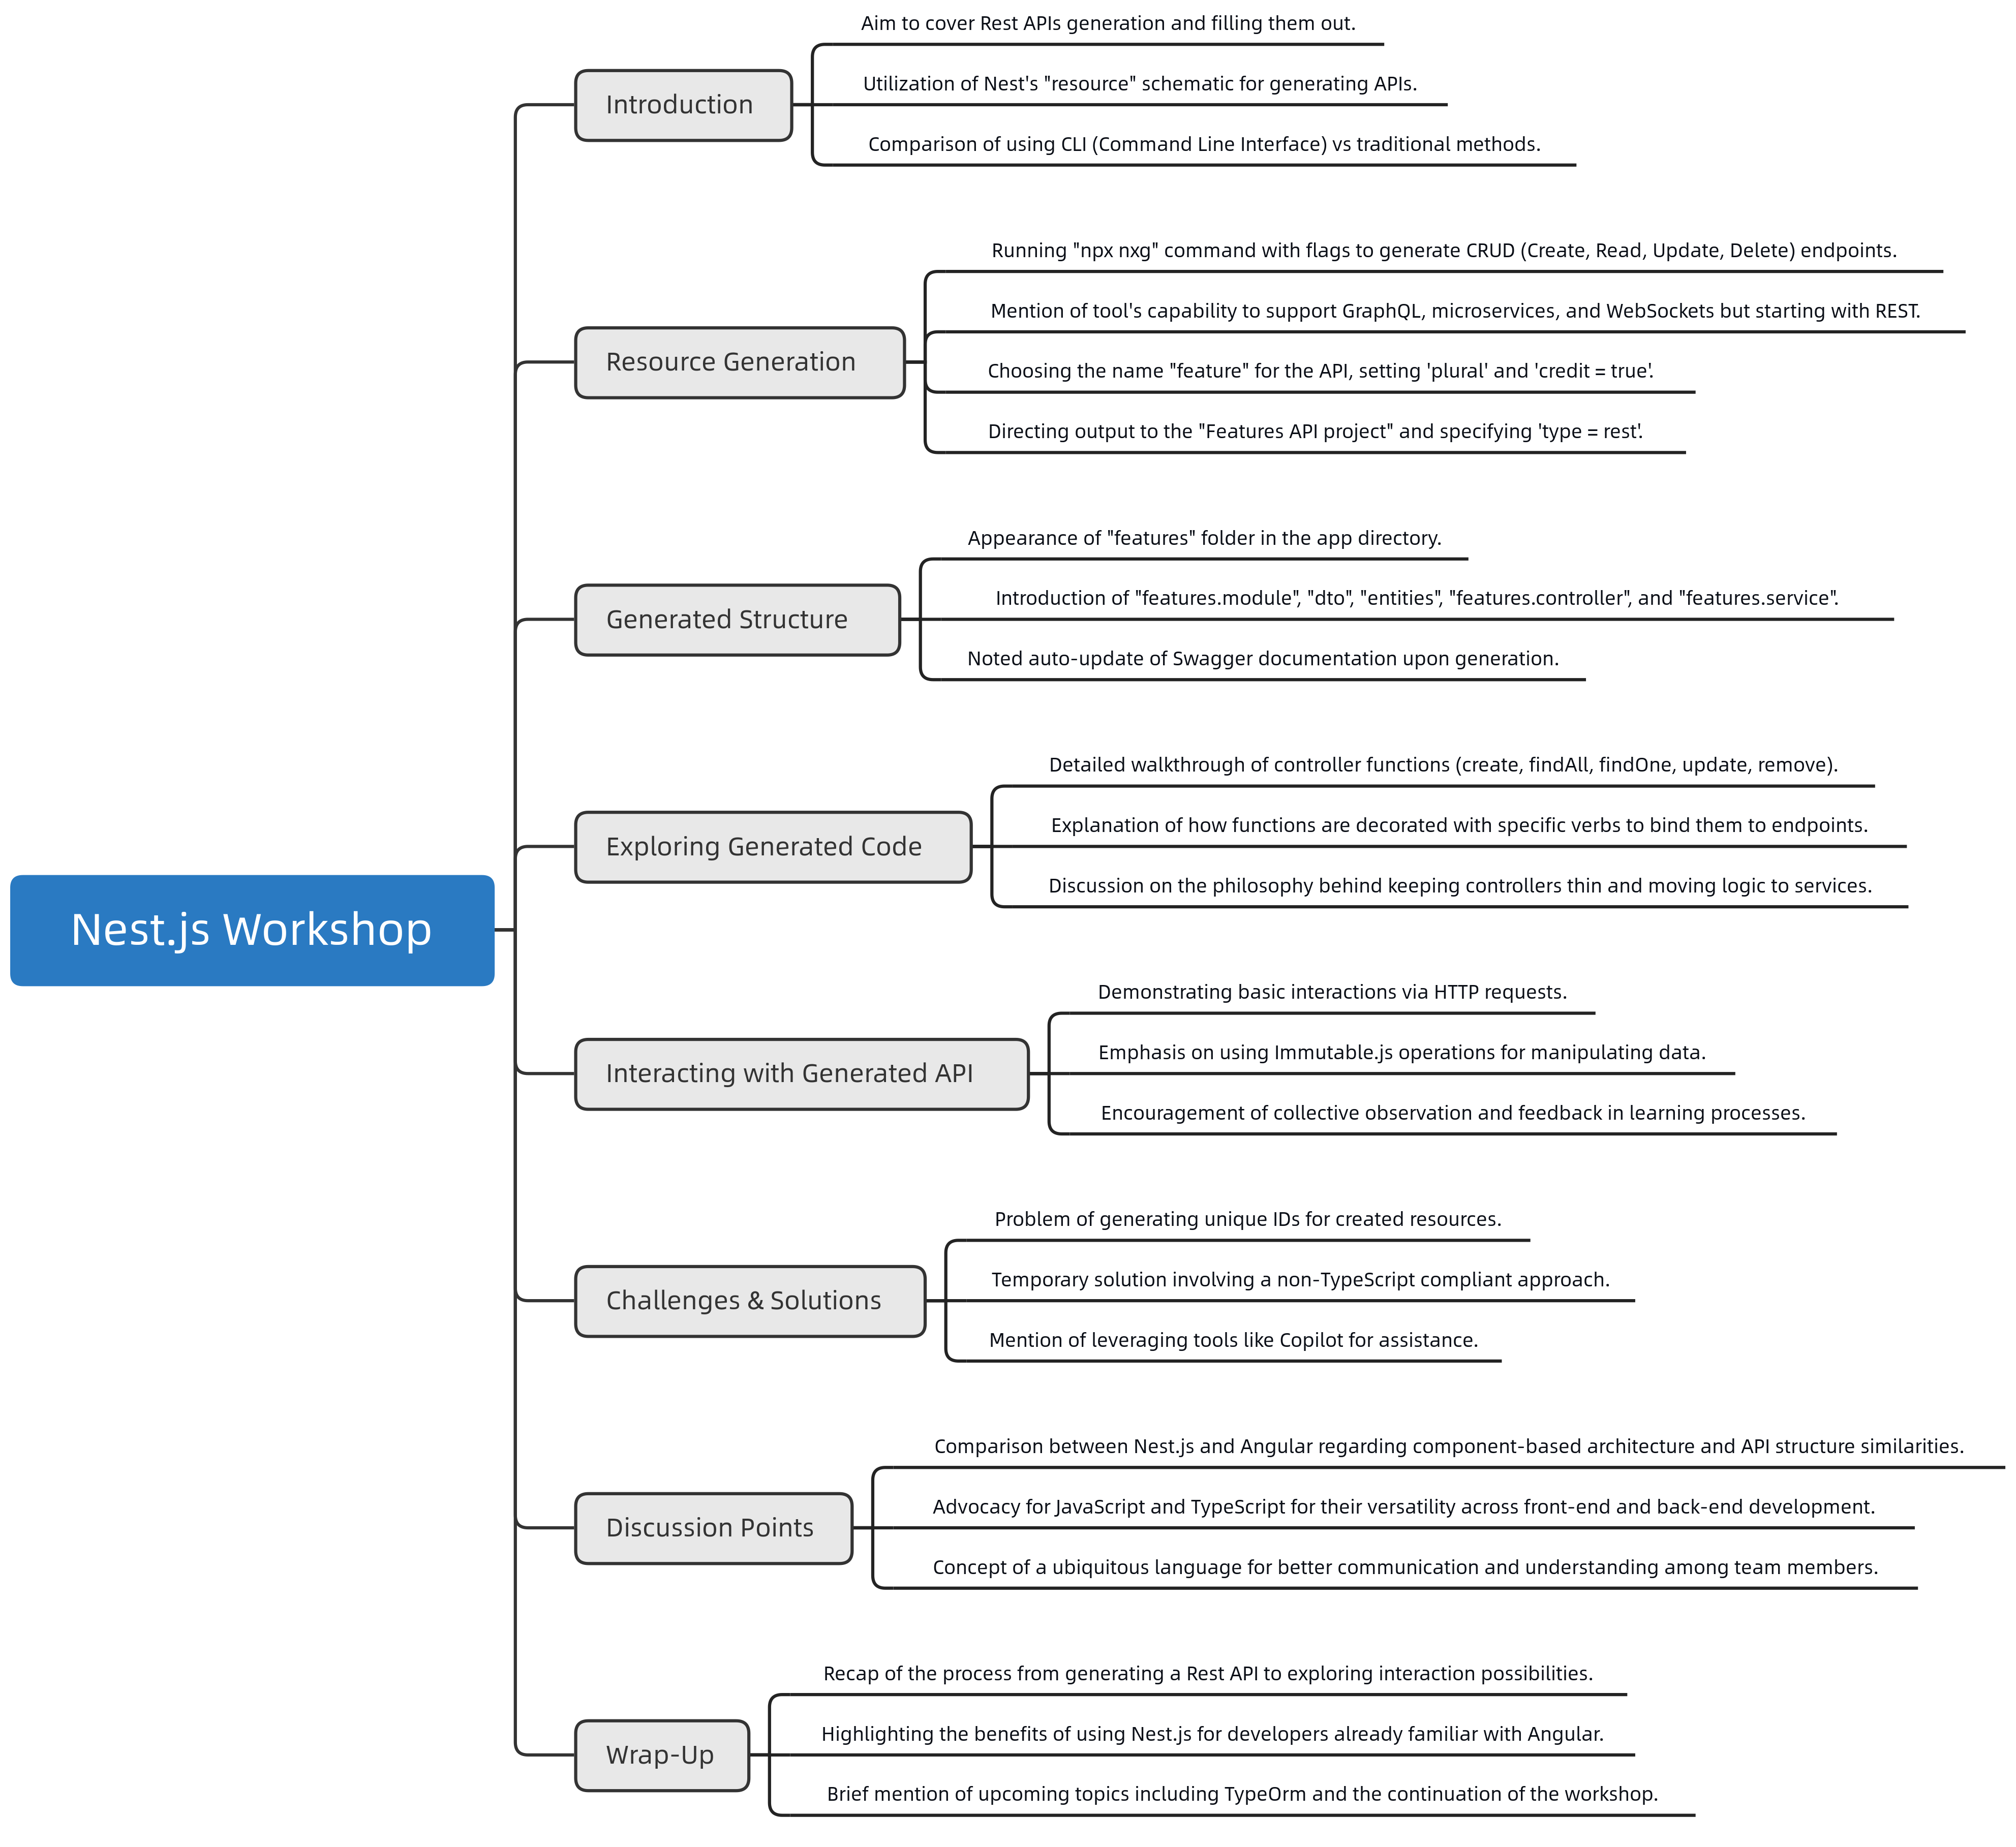 Nest.js Workshop
Introduction
Aim to cover Rest APIs generation and filling them out.
Utilization of Nest's "resource" schematic for generating APIs.
Comparison of using CLI (Command Line Interface) vs traditional methods.
Resource Generation
Running "npx nxg" command with flags to generate CRUD (Create, Read, Update, Delete) endpoints.
Mention of tool's capability to support GraphQL, microservices, and WebSockets but starting with REST.
Choosing the name "feature" for the API, setting 'plural' and 'credit = true'.
Directing output to the "Features API project" and specifying 'type = rest'.
Generated Structure
Appearance of "features" folder in the app directory.
Introduction of "features.module", "dto", "entities", "features.controller", and "features.service".
Noted auto-update of Swagger documentation upon generation.
Exploring Generated Code
Detailed walkthrough of controller functions (create, findAll, findOne, update, remove).
Explanation of how functions are decorated with specific verbs to bind them to endpoints.
Discussion on the philosophy behind keeping controllers thin and moving logic to services.
Interacting with Generated API
Demonstrating basic interactions via HTTP requests.
Emphasis on using Immutable.js operations for manipulating data.
Encouragement of collective observation and feedback in learning processes.
Challenges & Solutions
Problem of generating unique IDs for created resources.
Temporary solution involving a non-TypeScript compliant approach.
Mention of leveraging tools like Copilot for assistance.
Discussion Points
Comparison between Nest.js and Angular regarding component-based architecture and API structure similarities.
Advocacy for JavaScript and TypeScript for their versatility across front-end and back-end development.
Concept of a ubiquitous language for better communication and understanding among team members.
Wrap-Up
Recap of the process from generating a Rest API to exploring interaction possibilities.
Highlighting the benefits of using Nest.js for developers already familiar with Angular.
Brief mention of upcoming topics including TypeOrm and the continuation of the workshop.